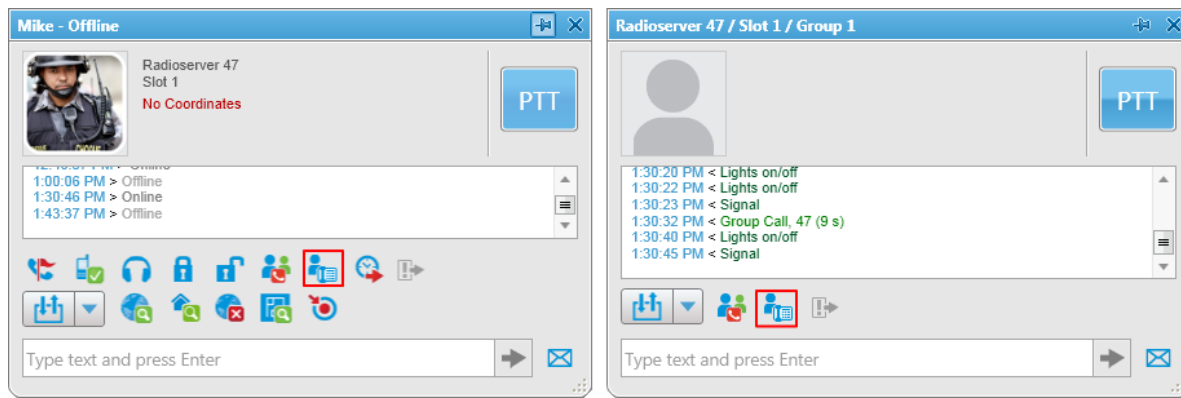 Mike - Offline
Radioserver 47
Slot 1
No Coordinates
PTT
1:00:06 PM > Offline
1:30:46 PM > Online
1:43:37 PM > Offline
Type text and press Enter
Radioserver 47 / Slot 1 / Group 1
PTT
1:30:20 PM < Lights on/off
1:30:22 PM < Lights on/off
1:30:23 PM < Signal
1:30:32 PM < Group Call, 47 (9 s)
1:30:40 PM < Lights on/off
1:30:45 PM < Signal
Type text and press Enter